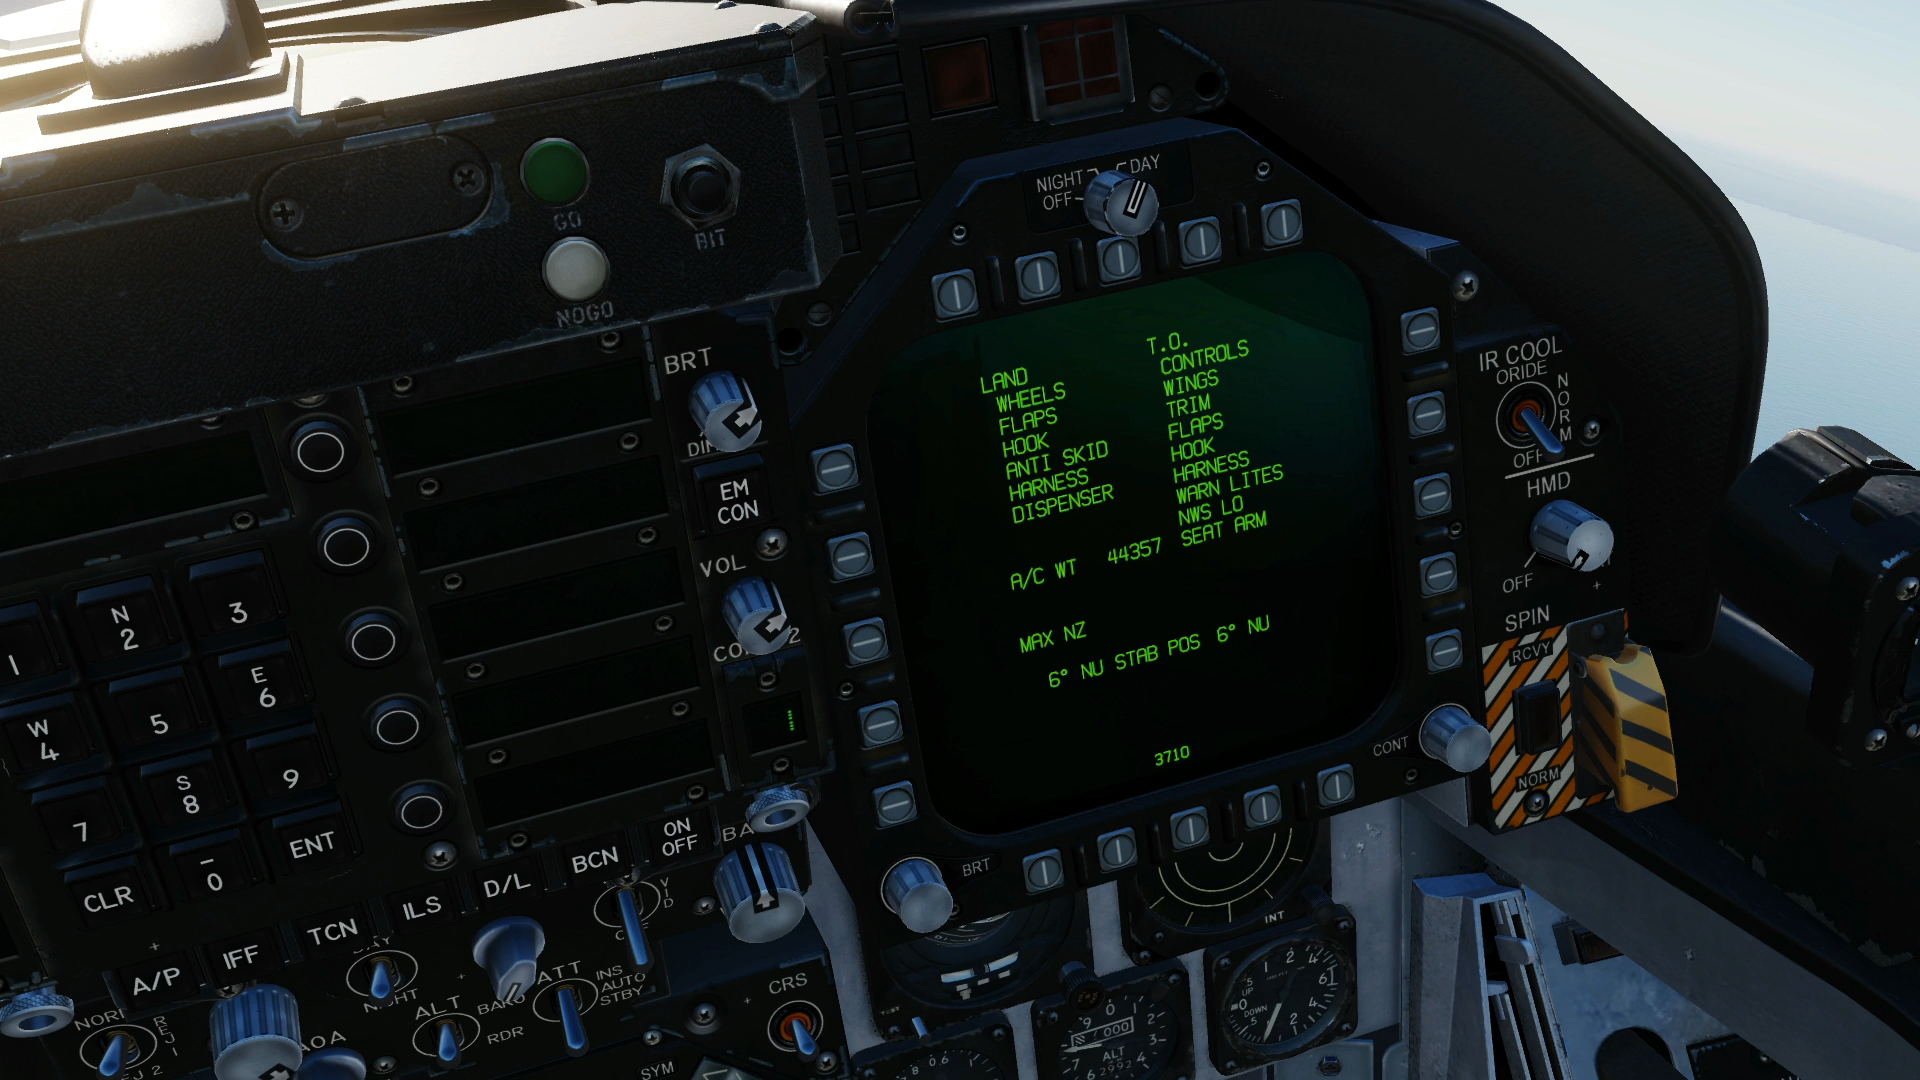 GO
BIT
NOGO
NIGHT
DAY
OFF
BRT
EM
CON
VOL
LAND
WHEELS
FLAPS
HOOK
ANTI SKID
HARNESS
DISPENSER
T.O.
CONTROLS
WINGS
TRIM
FLAPS
HOOK
HARNESS
WARN LITES
NWS LO
SEAT ARM
A/C WT 44357
MAX NZ
6° NU STAB POS 6° NU
3710
BRT
CONT
IR COOL
ORIDE
NORM
OFF
HMD
OFF
+
SPIN
RCVY
NORM
1
N
2
3
W
4
5
E
6
7
S
8
9
CLR
–
0
ENT
A/P
IFF
TCN
ILS
D/L
BCN
ON
OFF
ATT
INS
AUTO
STBY
ALT
RDR
CRS
SYM
INT
UP
DOWN
ALT